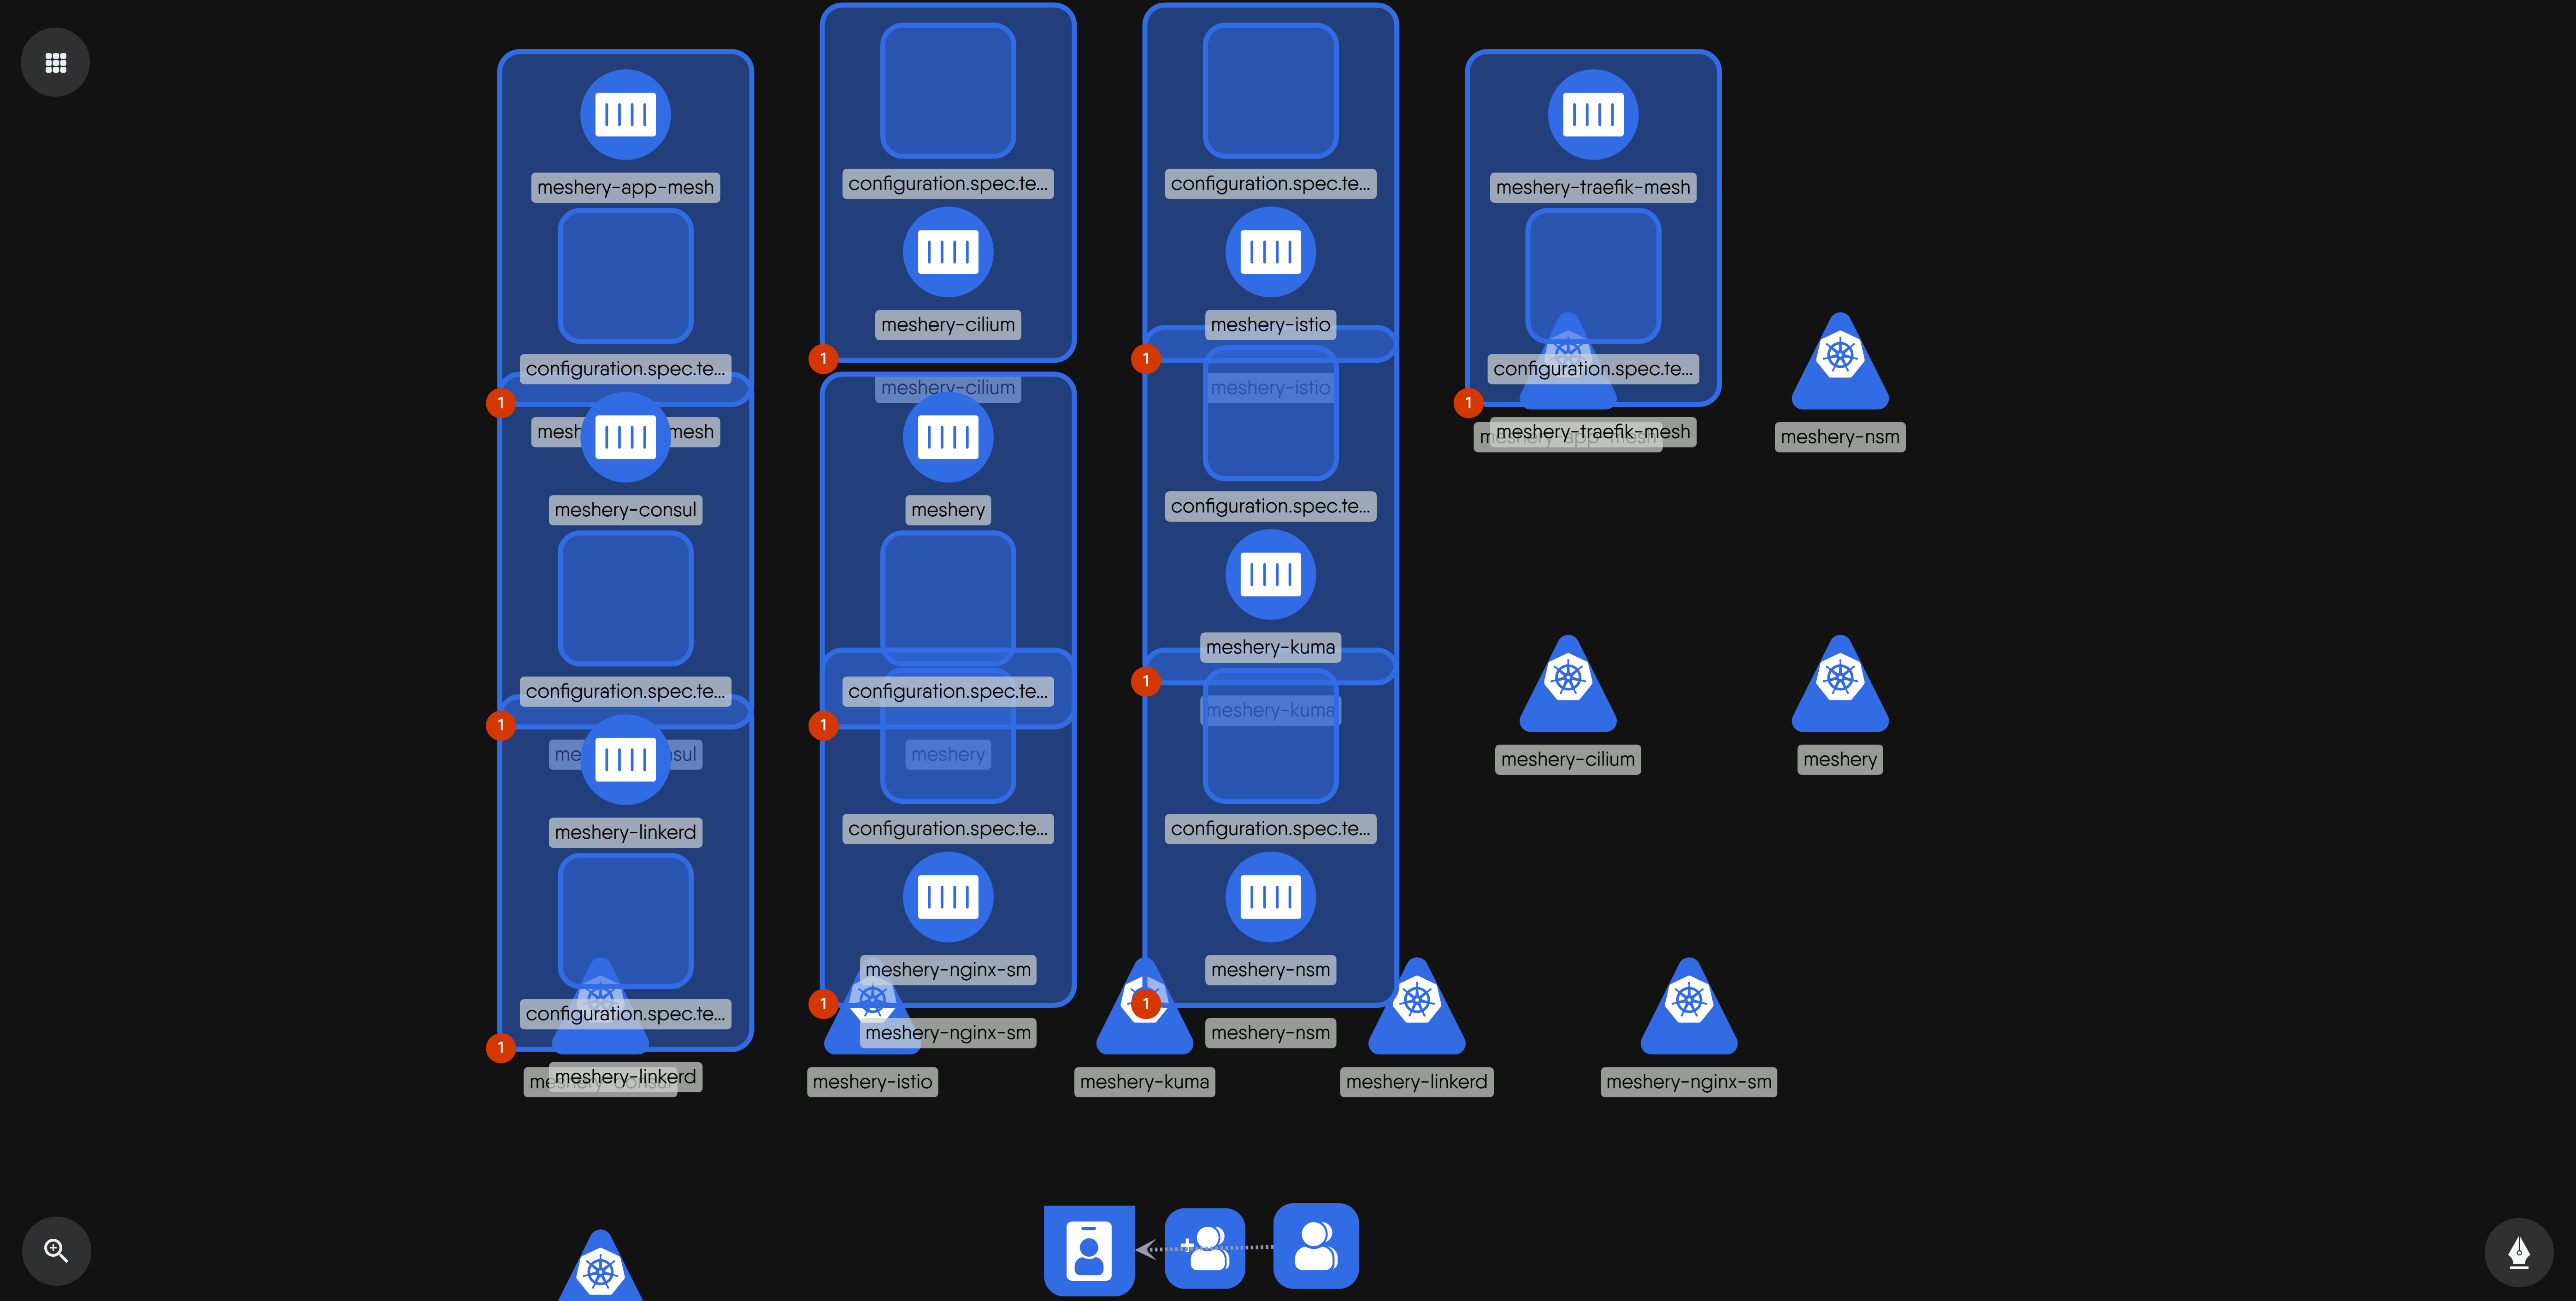 meshery-app-mesh
configuration.spec.te...
1
mesh
mesh
meshery-consul
configuration.spec.te...
1
me
sul
meshery-linkerd
configuration.spec.te...
1
meshery-linkerd
configuration.spec.te...
meshery-cilium
1
meshery-cilium
meshery
configuration.spec.te...
1
meshery
configuration.spec.te...
meshery-nginx-sm
1
meshery-nginx-sm
meshery-istio
configuration.spec.te...
meshery-istio
1
meshery-istio
configuration.spec.te...
meshery-kuma
1
meshery-kuma
configuration.spec.te...
meshery-nsm
1
meshery-nsm
meshery-kuma
meshery-linkerd
meshery-traefik-mesh
configuration.spec.te...
1
meshery-traefik-mesh
meshery-nsm
meshery-cilium
meshery
meshery-nginx-sm